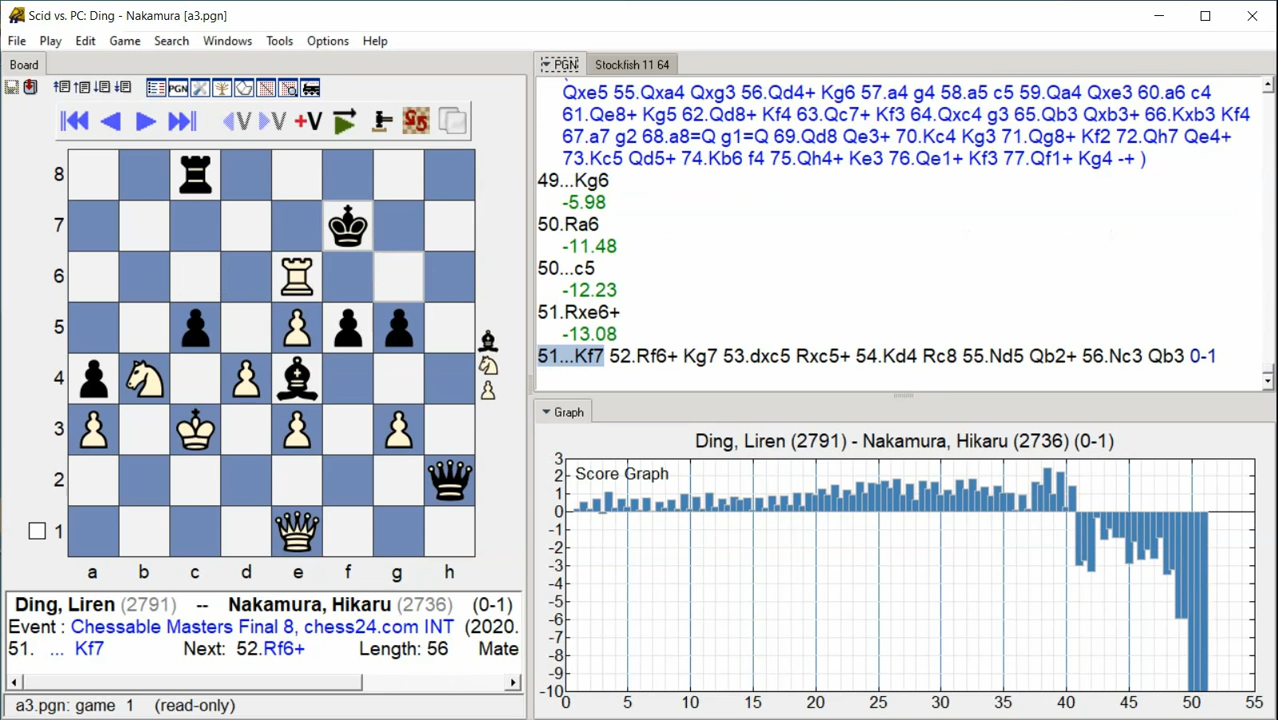 Scid vs. PC: Ding - Nakamura [a3.pgn]
File Play Edit Game Search Windows Tools Options Help
Board
PGN
V V +V
8
7
6
5
4
3
2
1
a b c d e f g h
Ding, Liren (2791) -- Nakamura, Hikaru (2736) (0-1)
Event : Chessable Masters Final 8, chess24.com INT (2020.
51. ... Kf7 Next: 52.Rf6+ Length: 56 Mate
a3.pgn: game 1 (read-only)
PGN Stockfish 11 64
Qxe5 55.Qxa4 Qxg3 56.Qd4+ Kg6 57.a4 g4 58.a5 c5 59.Qa4 Qxe3 60.a6 c4
61.Qe8+ Kg5 62.Qd8+ Kf4 63.Qc7+ Kf3 64.Qxc4 g3 65.Qb3 Qxb3+ 66.Kxb3 Kf4
67.a7 g2 68.a8=Q g1=Q 69.Qd8 Qe3+ 70.Kc4 Kg3 71.Qg8+ Kf2 72.Qh7 Qe4+
73.Kc5 Qd5+ 74.Kb6 f4 75.Qh4+ Ke3 76.Qe1+ Kf3 77.Qf1+ Kg4 -+ )
49...Kg6
-5.98
50.Ra6
-11.48
50...c5
-12.23
51.Rxe6+
-13.08
51...Kf7 52.Rf6+ Kg7 53.dxc5 Rxc5+ 54.Kd4 Rc8 55.Nd5 Qb2+ 56.Nc3 Qb3 0-1
Graph
Ding, Liren (2791) - Nakamura, Hikaru (2736) (0-1)
Score Graph
3
2
1
0
-1
-2
-3
-4
-5
-6
-7
-8
-9
-10
0 5 10 15 20 25 30 35 40 45 50 55